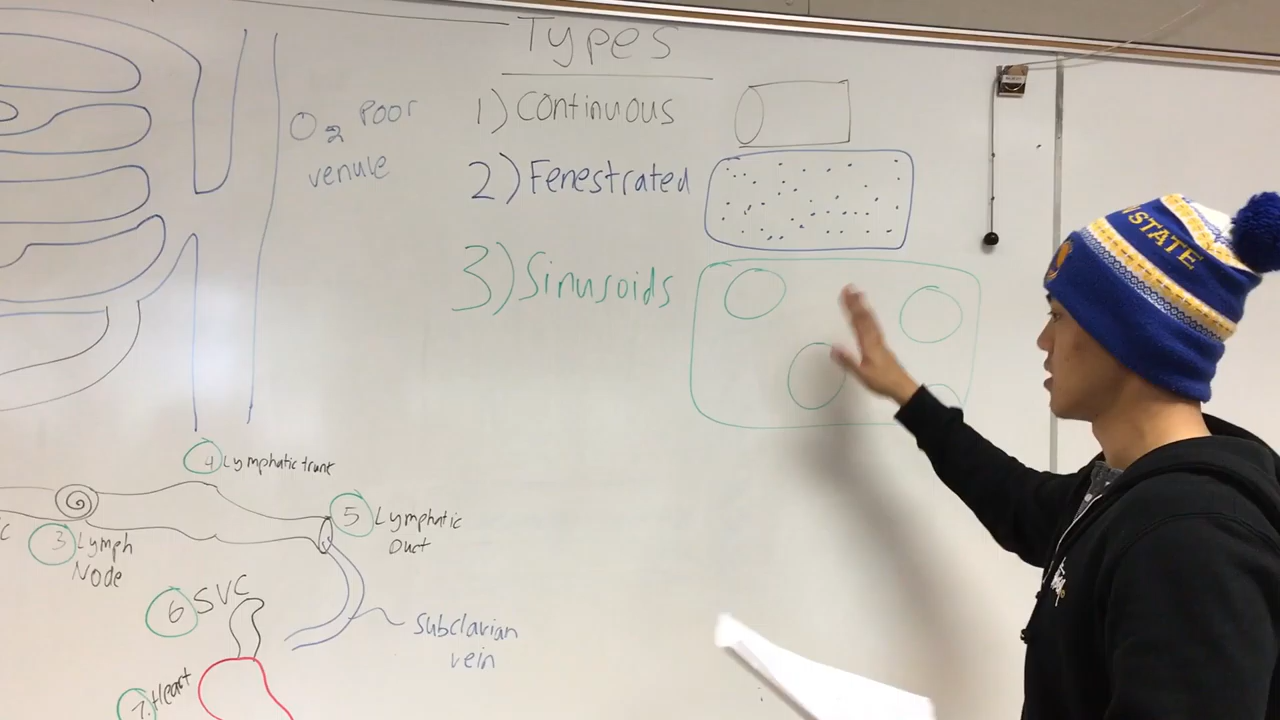 Types
1) Continuous
2) Fenestrated
3) Sinusoids
O2 Poor
venule
4 Lymphatic trunk
5 Lymphatic
Duct
3 Lymph
Node
6 SVC
Subclavian
vein
7. Heart
STATE